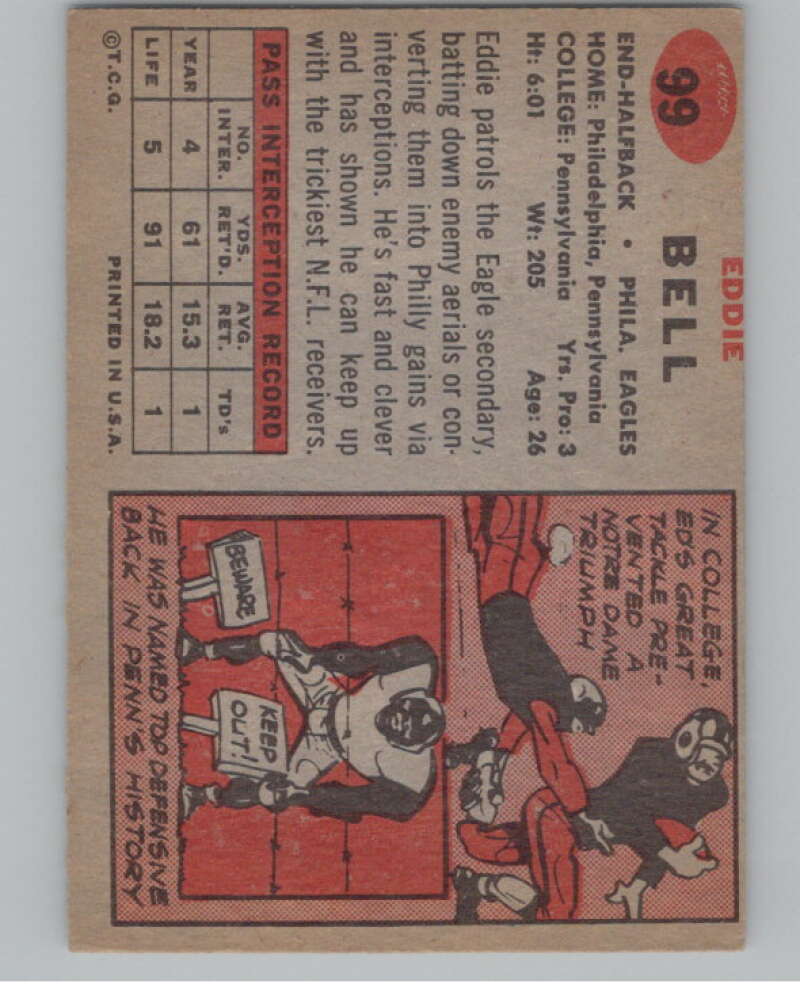 99
EDDIE
BELL
END-HALFBACK • PHILA. EAGLES
HOME: Philadelphia, Pennsylvania
COLLEGE: Pennsylvania Yrs. Pro: 3
Ht: 6:01 Wt: 205 Age: 26
Eddie patrols the Eagle secondary,
batting down enemy aerials or con-
verting them into Philly gains via
interceptions. He's fast and clever
and has shown he can keep up
with the trickiest N.F.L. receivers.
PASS INTERCEPTION RECORD
NO. INTER. YDS. RET'D. AVG. RET. TD's
YEAR 4 61 15.3 1
LIFE 5 91 18.2 1
©T.C.G. PRINTED IN U.S.A.
IN COLLEGE,
ED'S GREAT
TACKLE PRE-
VENTED A
NOTRE DAME
TRIUMPH
BEWARE
KEEP
OUT!
HE WAS NAMED TOP DEFENSIVE
BACK IN PENN'S HISTORY